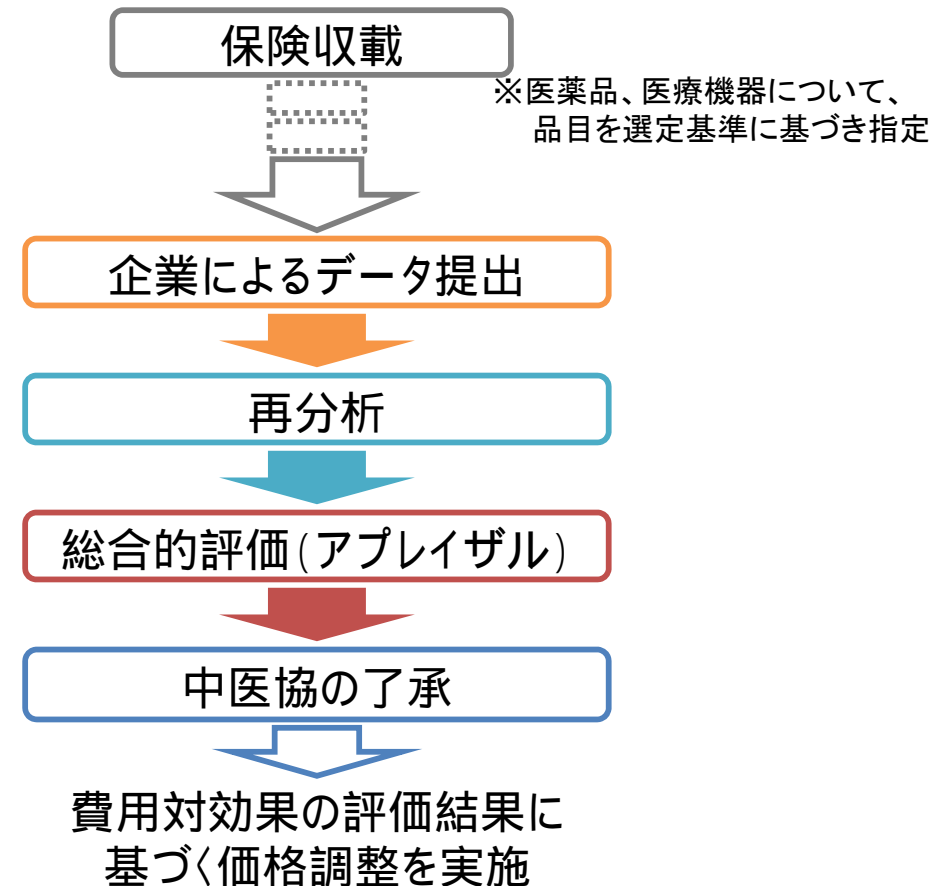 保険収載
※医薬品、医療機器について、
品目を選定基準に基づき指定
企業によるデータ提出
再分析
総合的評価(アプレイザル)
中医協の了承
費用対効果の評価結果に
基づく価格調整を実施